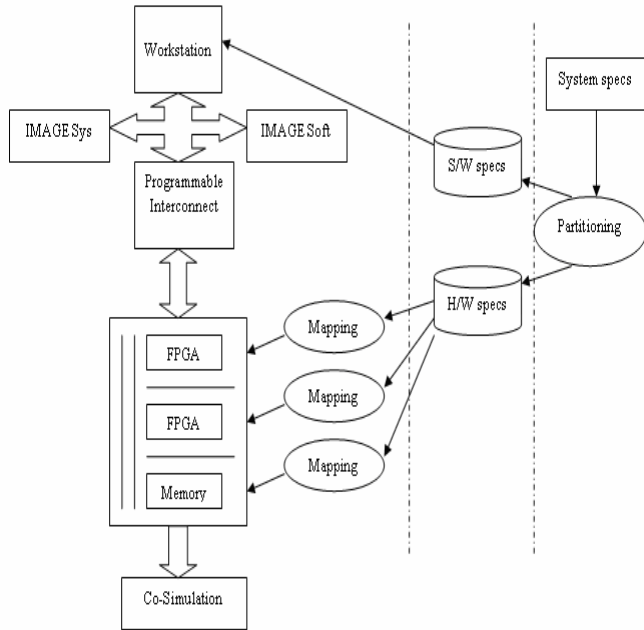 Workstation
System specs
IMAGE Sys
IMAGE Soft
S/W specs
Programmable
Interconnect
Partitioning
H/W specs
Mapping
FPGA
Mapping
FPGA
Mapping
Memory
Co-Simulation